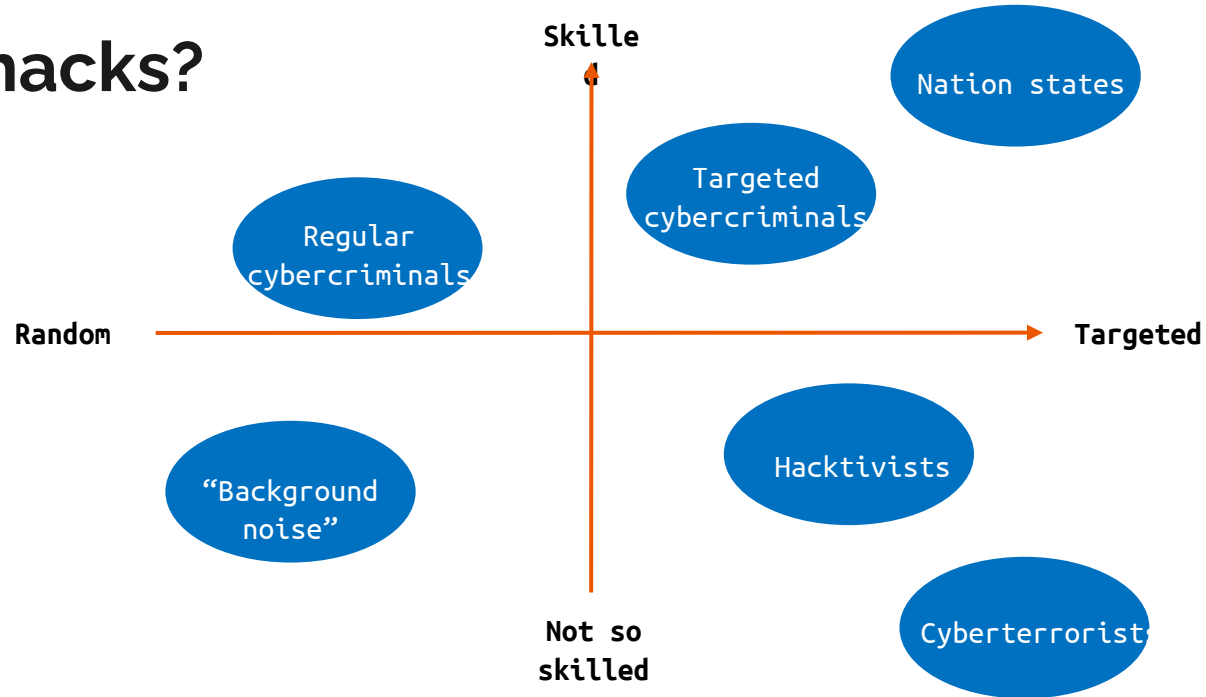 hacks?
Skille
d
Nation states
Targeted
cybercriminals
Regular
cybercriminals
Random
Targeted
Hacktivists
“Background
noise”
Not so
skilled
Cyberterrorists